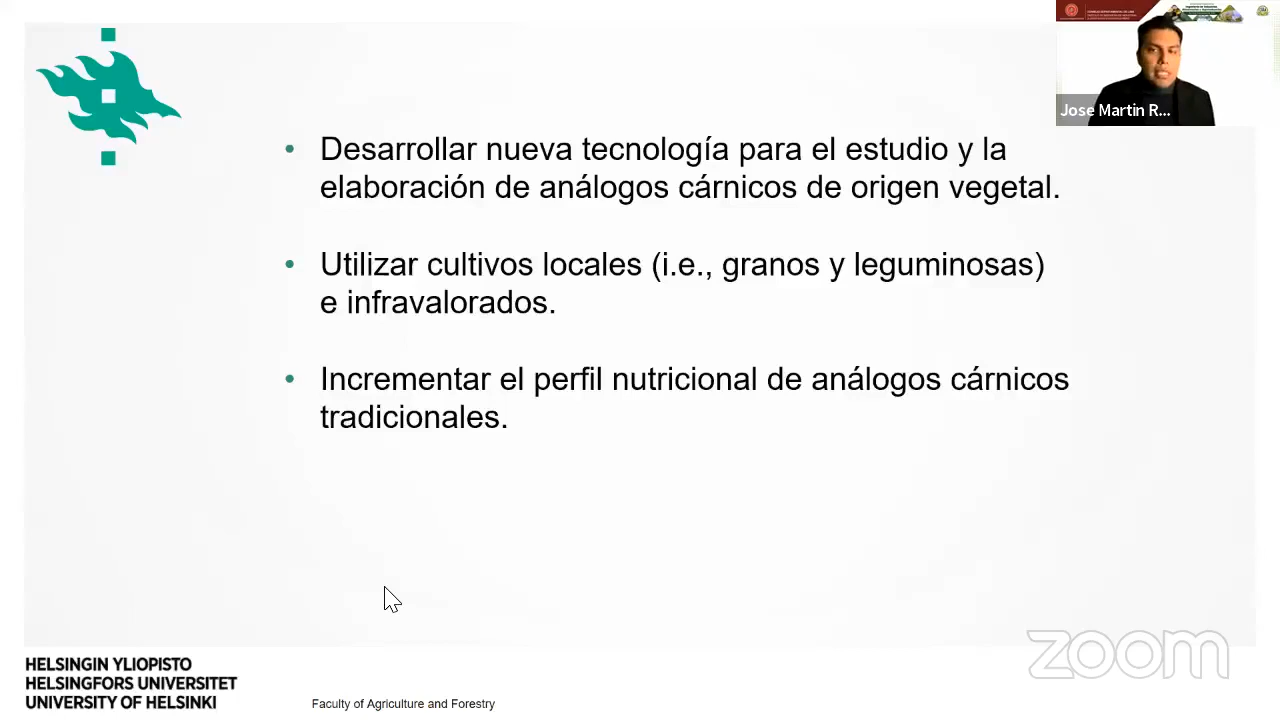 Jose Martin R...
• Desarrollar nueva tecnología para el estudio y la
elaboración de análogos cárnicos de origen vegetal.
• Utilizar cultivos locales (i.e., granos y leguminosas)
e infravalorados.
• Incrementar el perfil nutricional de análogos cárnicos
tradicionales.
zoom
HELSINGIN YLIOPISTO
HELSINGFORS UNIVERSITET
UNIVERSITY OF HELSINKI
Faculty of Agriculture and Forestry